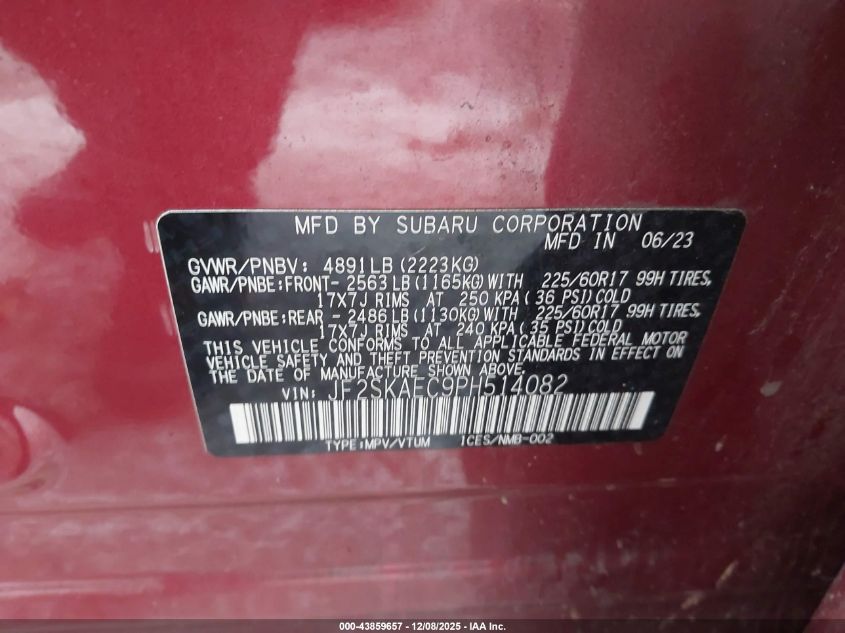 MFD BY SUBARU CORPORATION
MFD IN 06/23
GVWR/PNBV: 4891LB (2223KG)
GAWR/PNBE:FRONT- 2563LB (1165KG) WITH 225/60R17 99H TIRES,
17X7J RIMS AT 250 KPA (36 PSI) COLD
GAWR/PNBE:REAR - 2486LB (1130KG) WITH 225/60R17 99H TIRES,
17X7J RIMS AT 240 KPA (35 PSI) COLD
THIS VEHICLE CONFORMS TO ALL APPLICABLE FEDERAL MOTOR
VEHICLE SAFETY AND THEFT PREVENTION STANDARDS IN EFFECT ON
THE DATE OF MANUFACTURE SHOWN ABOVE.
VIN: JF2SKAEC9PH514082
TYPE:MPV/VTUM ICES/NMB-002
000-43859657 - 12/08/2025 - IAA Inc.